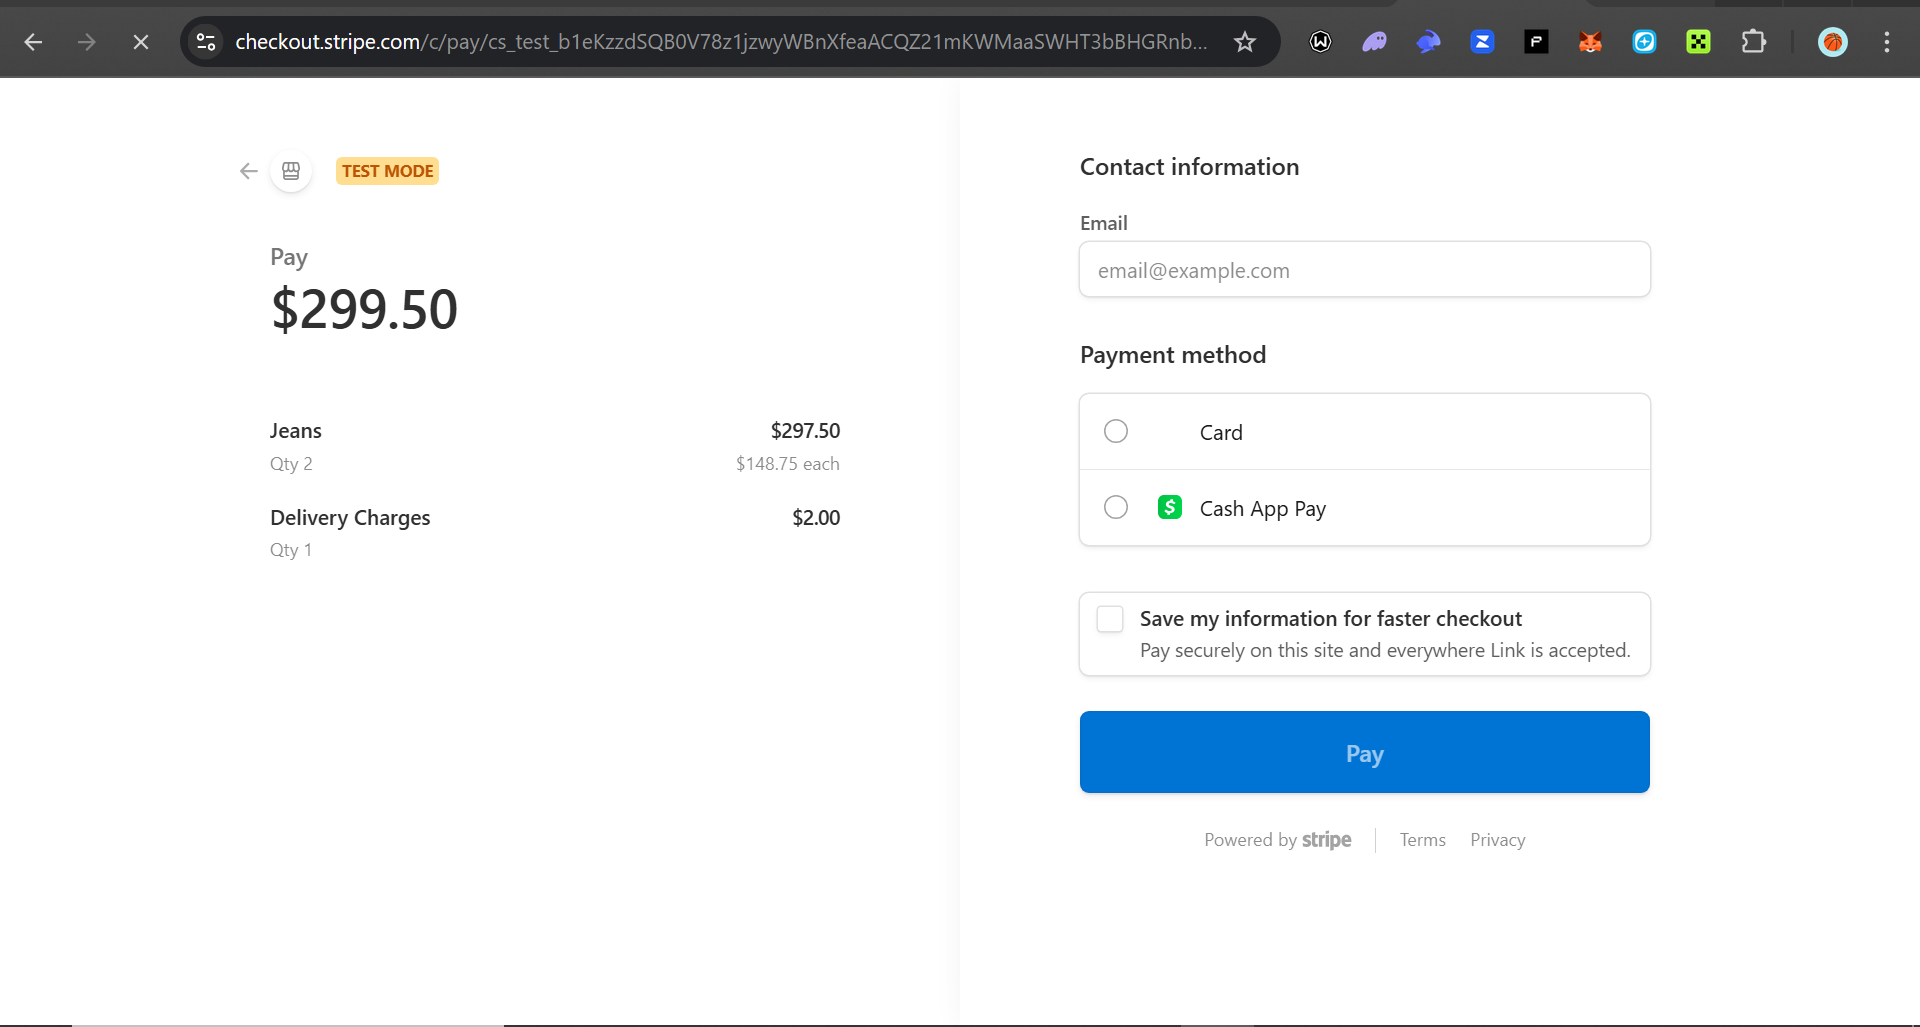 checkout.stripe.com/c/pay/cs_test_b1eKzzdSQB0V78z1jzwyWBnXfeaACQZ21mKWMaaSWHT3bBHGRnb...
TEST MODE
Pay
$299.50
Jeans $297.50
Qty 2 $148.75 each
Delivery Charges $2.00
Qty 1
Contact information
Email
email@example.com
Payment method
Card
Cash App Pay
Save my information for faster checkout
Pay securely on this site and everywhere Link is accepted.
Pay
Powered by stripe Terms Privacy